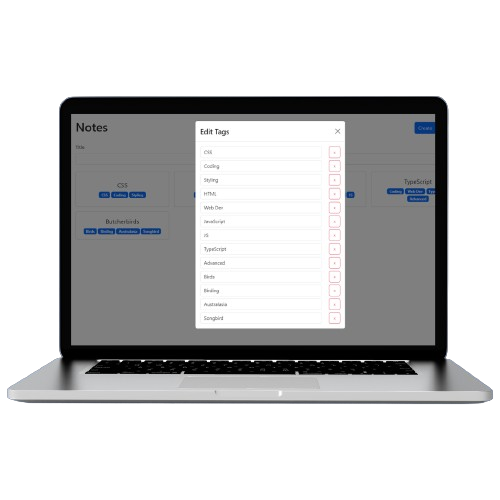 Notes
Create
Title
Edit Tags
CSS
Coding
Styling
HTML
Web Dev
JavaScript
JS
TypeScript
Advanced
Birds
Birding
Australasia
Songbird
CSS
CSS Coding Styling
TypeScript
Coding Web Dev
Advanced
Butcherbirds
Birds Birding Australasia Songbird